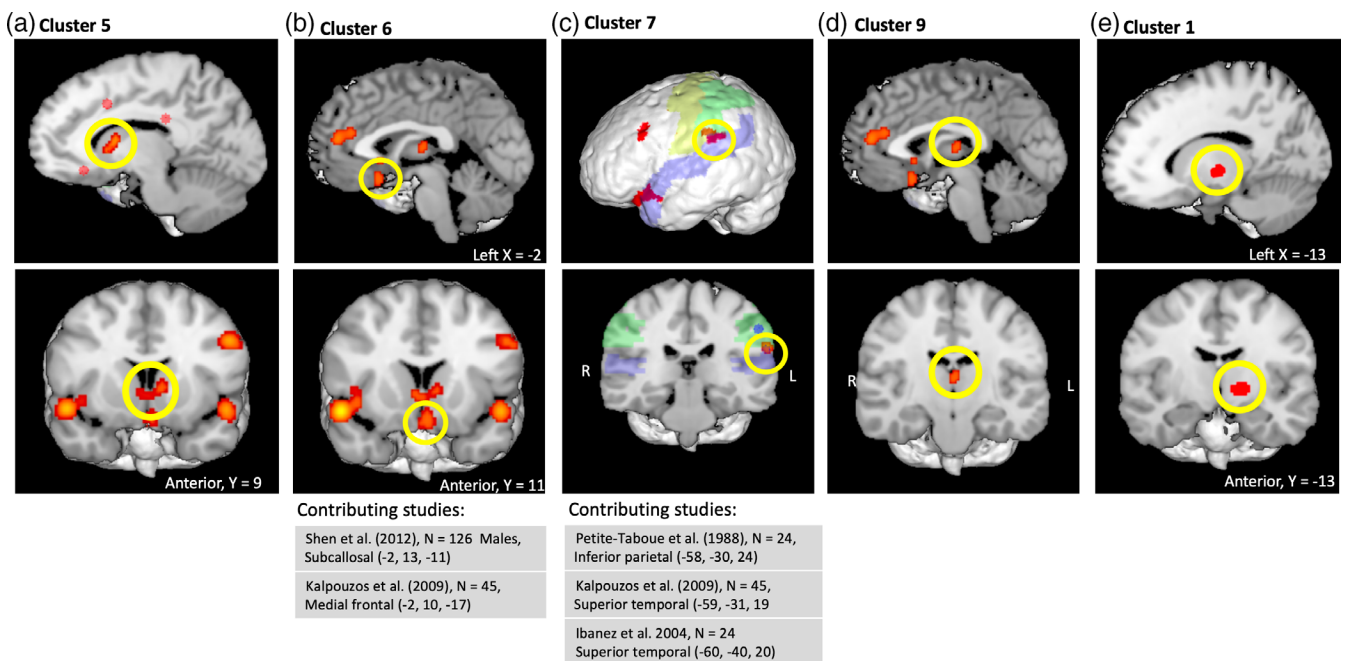 (a) Cluster 5
(b) Cluster 6
(c) Cluster 7
(d) Cluster 9
(e) Cluster 1
Left X = -2
Left X = -13
R
L
R
L
Anterior, Y = 9
Anterior, Y = 11
Anterior, Y = -13
Contributing studies:
Shen et al. (2012), N = 126 Males,
Subcallosal (-2, 13, -11)
Kalpouzos et al. (2009), N = 45,
Medial frontal (-2, 10, -17)
Contributing studies:
Petite-Taboue et al. (1988), N = 24,
Inferior parietal (-58, -30, 24)
Kalpouzos et al. (2009), N = 45,
Superior temporal (-59, -31, 19
Ibanez et al. 2004, N = 24
Superior temporal (-60, -40, 20)